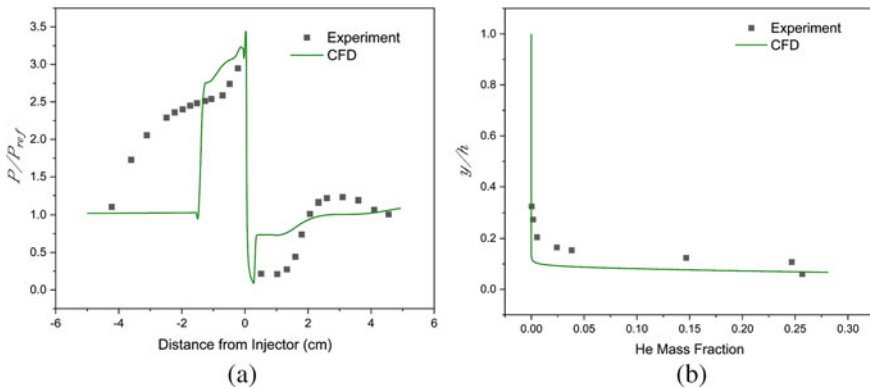 3.5
3.0
2.5
2.0
1.5
1.0
0.5
0.0
P/P_ref
Experiment
CFD
-6 -4 -2 0 2 4 6
Distance from Injector (cm)
(a)
1.0
0.8
0.6
0.4
0.2
0.0
y/h
Experiment
CFD
0.00 0.05 0.10 0.15 0.20 0.25 0.30
He Mass Fraction
(b)